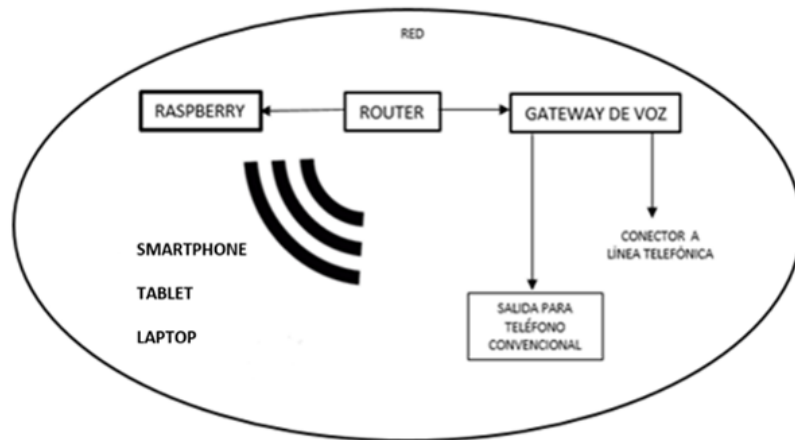 RED
RASPBERRY
ROUTER
GATEWAY DE VOZ
SMARTPHONE
TABLET
LAPTOP
CONECTOR A
LÍNEA TELEFÓNICA
SALIDA PARA
TELÉFONO
CONVENCIONAL